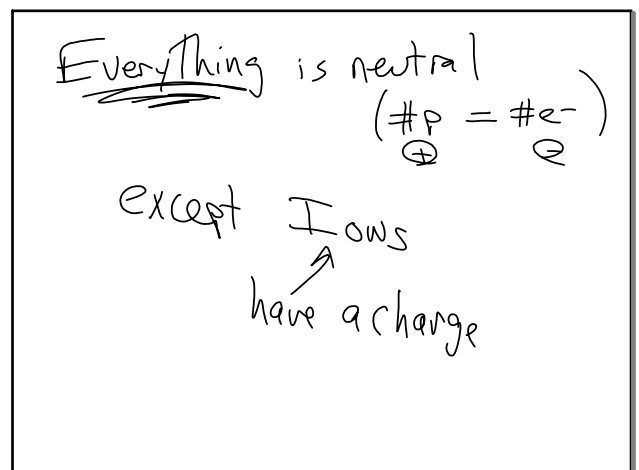 EveryThing is neutral
(#p = #e-)
+ -
except Ions
have a charge